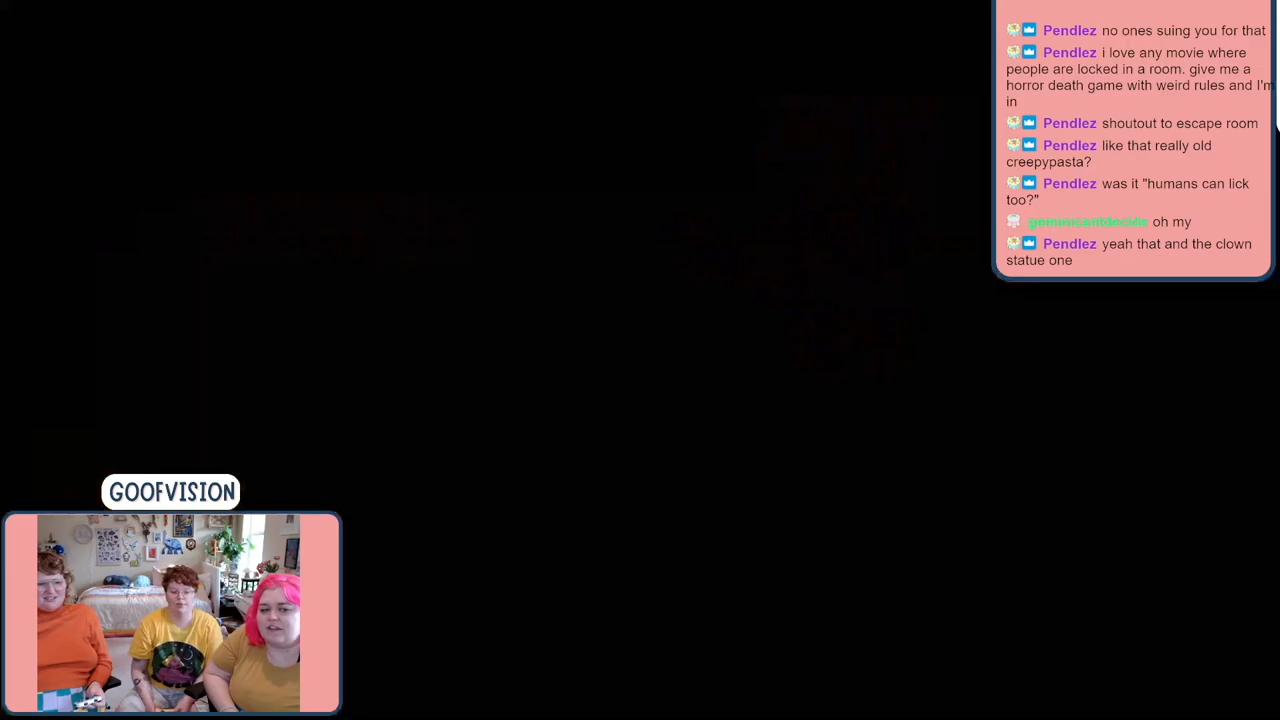 Pendlez no ones suing you for that
Pendlez i love any movie where
people are locked in a room. give me a
horror death game with weird rules and I'm
in
Pendlez shoutout to escape room
Pendlez like that really old
creepypasta?
Pendlez was it "humans can lick
too?"
geminicantdecide oh my
Pendlez yeah that and the clown
statue one
GOOFVISION